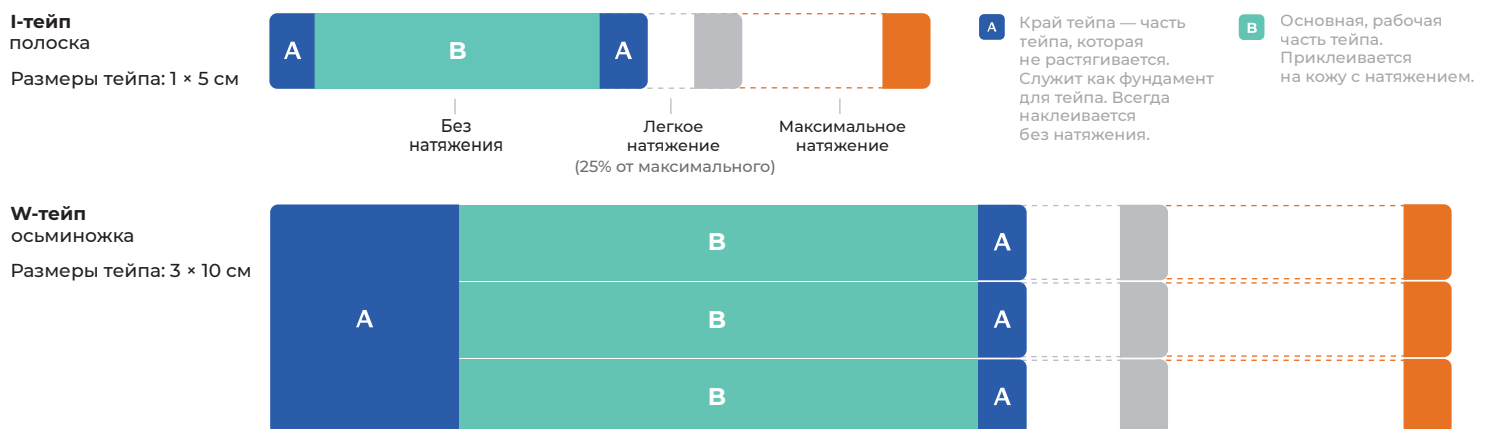 I-тейп
полоска
Размеры тейпа: 1 × 5 см
A
B
A
Без
натяжения
Легкое
натяжение
(25% от максимального)
Максимальное
натяжение
A
Край тейпа — часть
тейпа, которая
не растягивается.
Служит как фундамент
для тейпа. Всегда
наклеивается
без натяжения.
B
Основная, рабочая
часть тейпа.
Приклеивается
на кожу с натяжением.
W-тейп
осьминожка
Размеры тейпа: 3 × 10 см
A
B
A
B
A
B
A